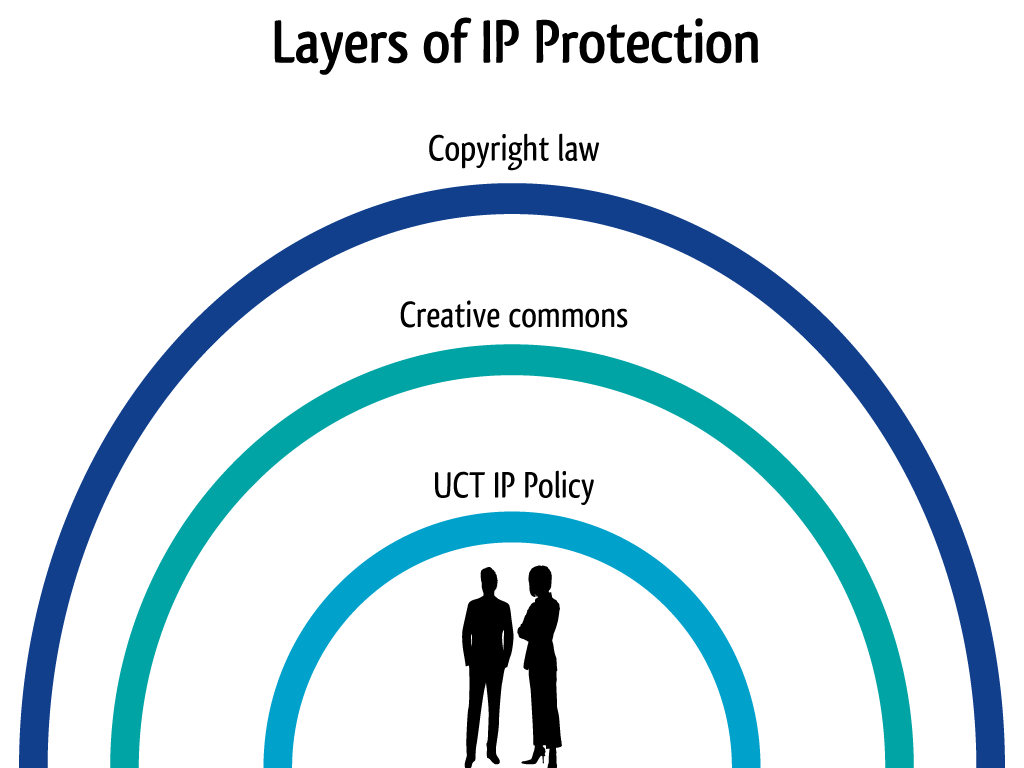 Layers of IP Protection
Copyright law
Creative commons
UCT IP Policy